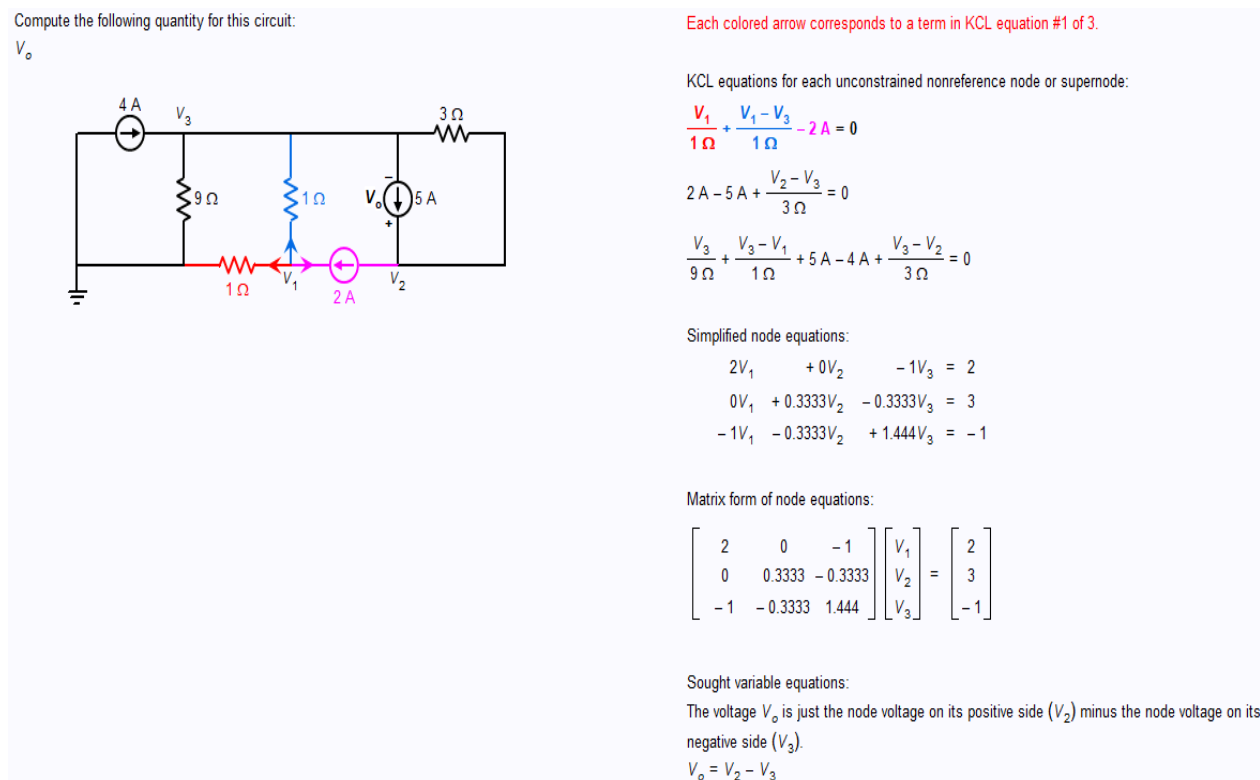 Compute the following quantity for this circuit:
Vₒ
4 A
V₃
3 Ω
9 Ω
1 Ω
−
Vₒ
5 A
+
1 Ω
V₁
2 A
V₂
Each colored arrow corresponds to a term in KCL equation #1 of 3.
KCL equations for each unconstrained nonreference node or supernode:
V₁/1 Ω + (V₁ − V₃)/1 Ω − 2 A = 0
2 A − 5 A + (V₂ − V₃)/3 Ω = 0
V₃/9 Ω + (V₃ − V₁)/1 Ω + 5 A − 4 A + (V₃ − V₂)/3 Ω = 0
Simplified node equations:
2V₁ + 0V₂ − 1V₃ = 2
0V₁ + 0.3333V₂ − 0.3333V₃ = 3
− 1V₁ − 0.3333V₂ + 1.444V₃ = − 1
Matrix form of node equations:
2 0 − 1 V₁ 2
0 0.3333 − 0.3333 V₂ = 3
− 1 − 0.3333 1.444 V₃ − 1
Sought variable equations:
The voltage Vₒ is just the node voltage on its positive side (V₂) minus the node voltage on its
negative side (V₃).
Vₒ = V₂ − V₃